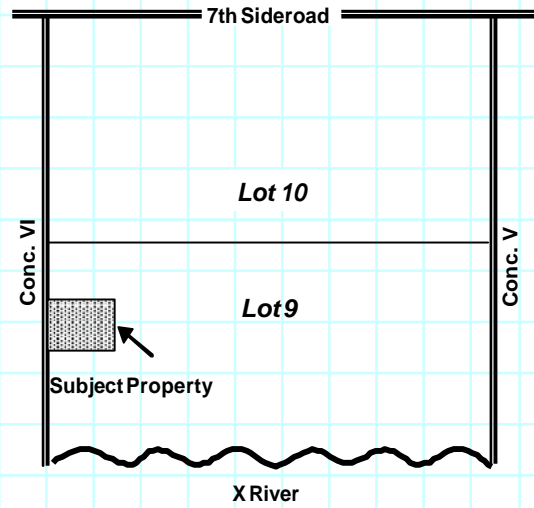 7th Sideroad
Lot 10
Conc. VI
Conc. V
Lot 9
Subject Property
X River